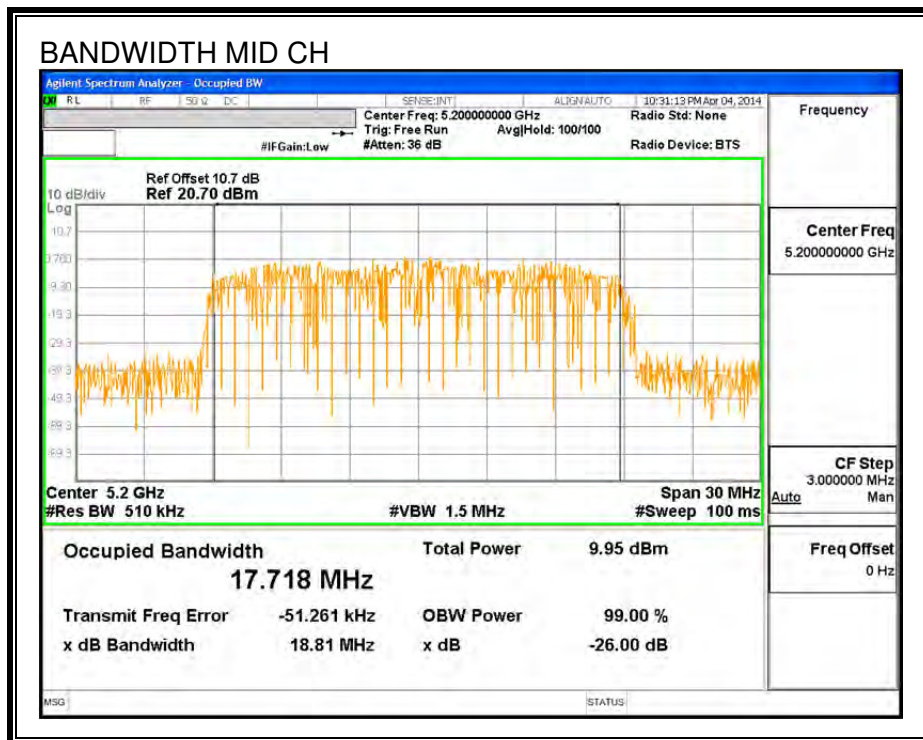 BANDWIDTH MID CH
Agilent Spectrum Analyzer - Occupied BW
RL RF 50 Ω DC SENSE:INT ALIGNAUTO 10:31:13 PM Apr 04, 2014
Center Freq: 5.200000000 GHz Radio Std: None
Trig: Free Run Avg|Hold: 100/100
#IFGain:Low #Atten: 36 dB Radio Device: BTS
Frequency
Ref Offset 10.7 dB
10 dB/div Ref 20.70 dBm
Log
10.7
0.700
-9.30
-19.3
-29.3
-39.3
-49.3
-59.3
-69.3
Center 5.2 GHz Span 30 MHz
#Res BW 510 kHz #VBW 1.5 MHz #Sweep 100 ms
Center Freq
5.200000000 GHz
CF Step
3.000000 MHz
Auto Man
Freq Offset
0 Hz
Occupied Bandwidth Total Power 9.95 dBm
17.718 MHz
Transmit Freq Error -51.261 kHz OBW Power 99.00 %
x dB Bandwidth 18.81 MHz x dB -26.00 dB
MSG STATUS